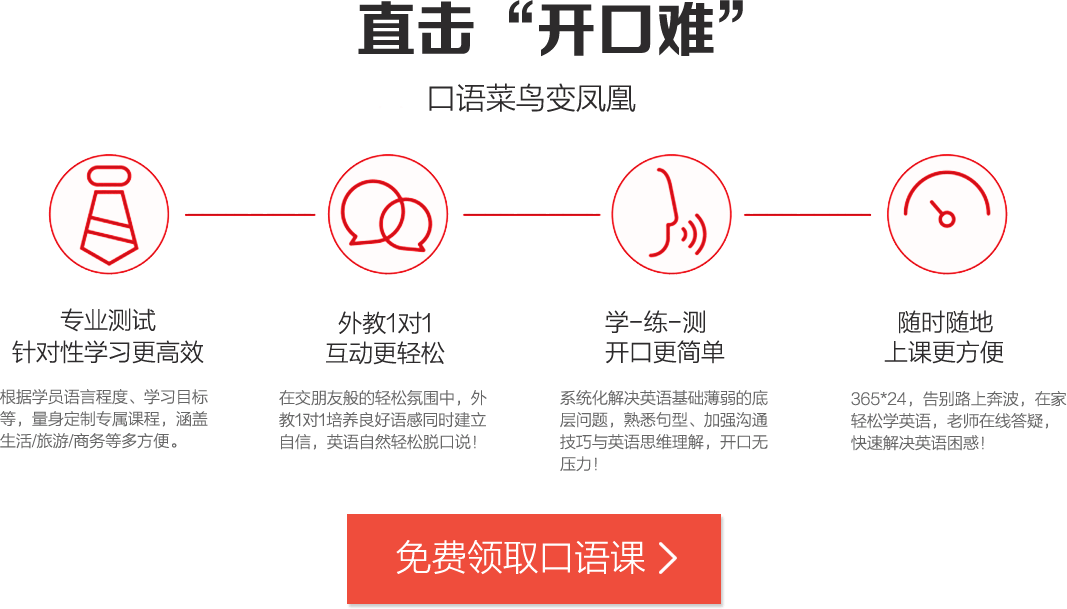 直击“开口难”
口语菜鸟变凤凰
专业测试
针对性学习更高效
根据学员语言程度、学习目标
等，量身定制专属课程，涵盖
生活/旅游/商务等多方便。
外教1对1
互动更轻松
在交朋友般的轻松氛围中，外
教1对1培养良好语感同时建立
自信，英语自然轻松脱口说！
学-练-测
开口更简单
系统化解决英语基础薄弱的底
层问题，熟悉句型、加强沟通
技巧与英语思维理解，开口无
压力！
随时随地
上课更方便
365*24，告别路上奔波，在家
轻松学英语，老师在线答疑，
快速解决英语困惑！
免费领取口语课 >